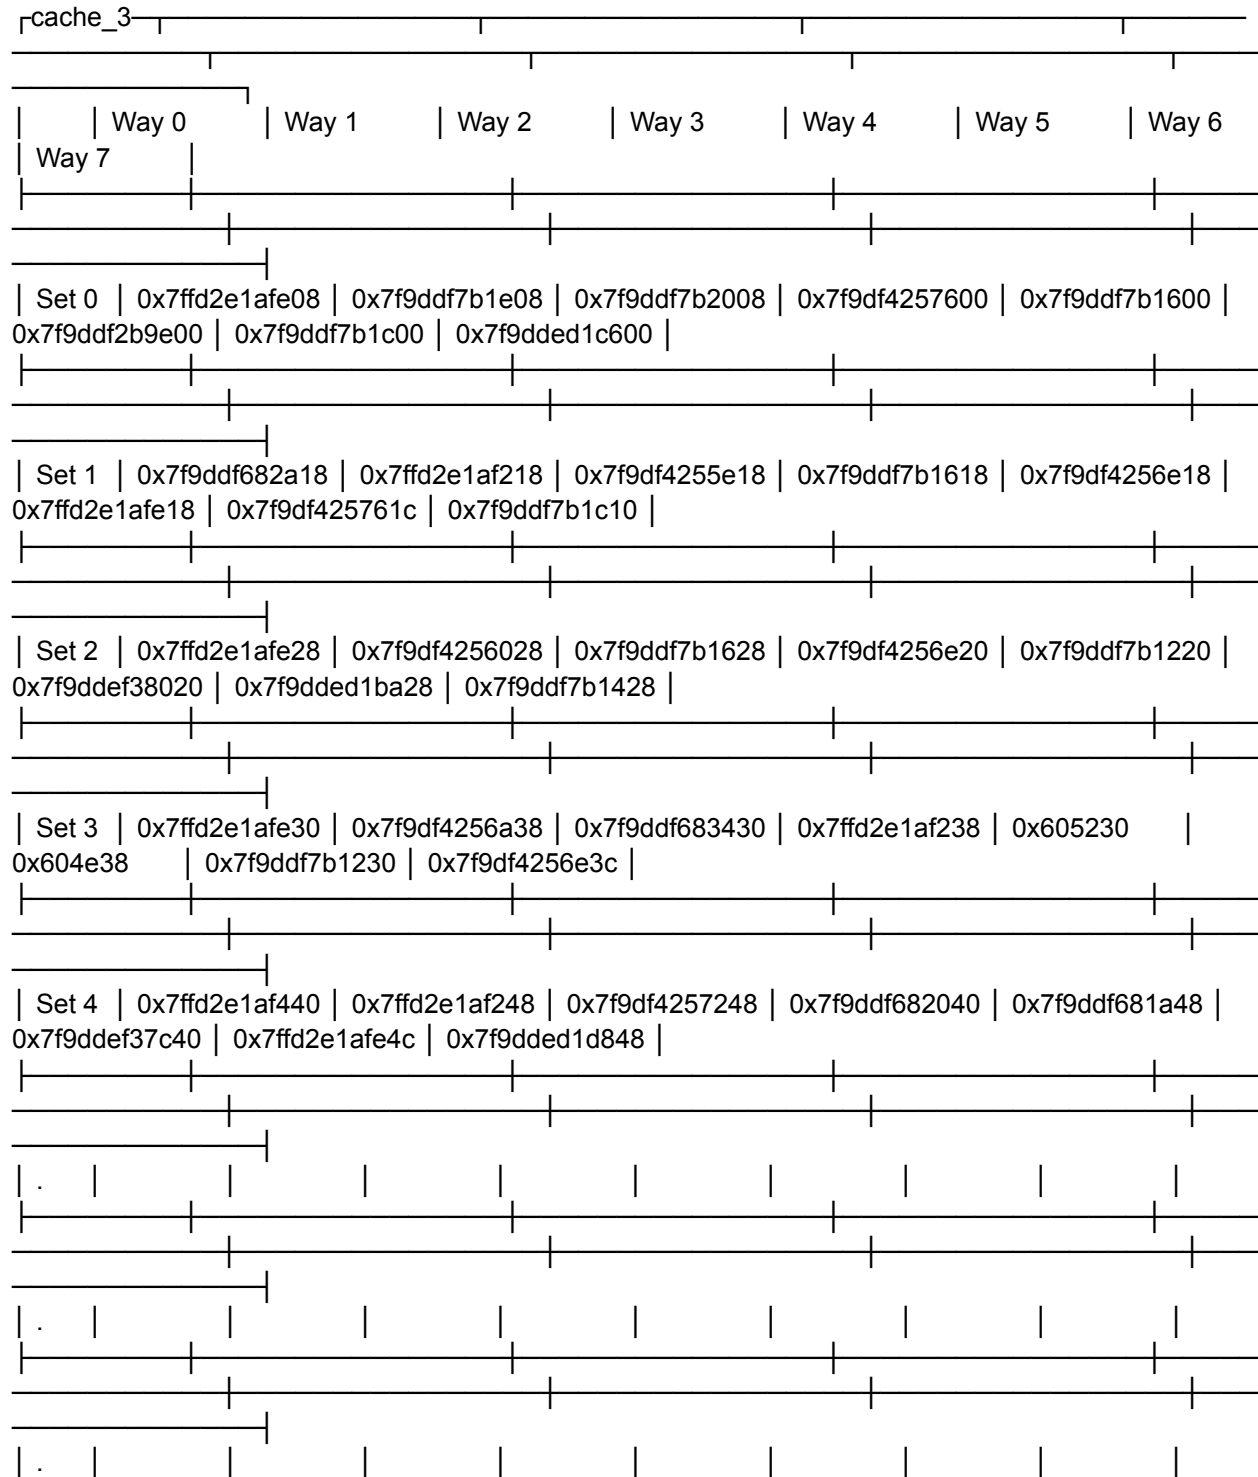 ┌cache_3─┬──────────────────┬──────────────────┬──────────────────┬───────
───────────┬──────────────────┬──────────────────┬──────────────────┬─────
─────────────┐
│ │ Way 0 │ Way 1 │ Way 2 │ Way 3 │ Way 4 │ Way 5 │ Way 6
│ Way 7 │
├─────────┼──────────────────┼──────────────────┼──────────────────┼──────
────────────┼──────────────────┼──────────────────┼──────────────────┼────
──────────────┤
│ Set 0 │ 0x7ffd2e1afe08 │ 0x7f9ddf7b1e08 │ 0x7f9ddf7b2008 │ 0x7f9df4257600 │ 0x7f9ddf7b1600 │
0x7f9ddf2b9e00 │ 0x7f9ddf7b1c00 │ 0x7f9dded1c600 │
├─────────┼──────────────────┼──────────────────┼──────────────────┼──────
────────────┼──────────────────┼──────────────────┼──────────────────┼────
──────────────┤
│ Set 1 │ 0x7f9ddf682a18 │ 0x7ffd2e1af218 │ 0x7f9df4255e18 │ 0x7f9ddf7b1618 │ 0x7f9df4256e18 │
0x7ffd2e1afe18 │ 0x7f9df425761c │ 0x7f9ddf7b1c10 │
├─────────┼──────────────────┼──────────────────┼──────────────────┼──────
────────────┼──────────────────┼──────────────────┼──────────────────┼────
──────────────┤
│ Set 2 │ 0x7ffd2e1afe28 │ 0x7f9df4256028 │ 0x7f9ddf7b1628 │ 0x7f9df4256e20 │ 0x7f9ddf7b1220 │
0x7f9ddef38020 │ 0x7f9dded1ba28 │ 0x7f9ddf7b1428 │
├─────────┼──────────────────┼──────────────────┼──────────────────┼──────
────────────┼──────────────────┼──────────────────┼──────────────────┼────
──────────────┤
│ Set 3 │ 0x7ffd2e1afe30 │ 0x7f9df4256a38 │ 0x7f9ddf683430 │ 0x7ffd2e1af238 │ 0x605230 │
0x604e38 │ 0x7f9ddf7b1230 │ 0x7f9df4256e3c │
├─────────┼──────────────────┼──────────────────┼──────────────────┼──────
────────────┼──────────────────┼──────────────────┼──────────────────┼────
──────────────┤
│ Set 4 │ 0x7ffd2e1af440 │ 0x7ffd2e1af248 │ 0x7f9df4257248 │ 0x7f9ddf682040 │ 0x7f9ddf681a48 │
0x7f9ddef37c40 │ 0x7ffd2e1afe4c │ 0x7f9dded1d848 │
├─────────┼──────────────────┼──────────────────┼──────────────────┼──────
────────────┼──────────────────┼──────────────────┼──────────────────┼────
──────────────┤
│ . │ │ │ │ │ │ │ │ │
├─────────┼──────────────────┼──────────────────┼──────────────────┼──────
────────────┼──────────────────┼──────────────────┼──────────────────┼────
──────────────┤
│ . │ │ │ │ │ │ │ │ │
├─────────┼──────────────────┼──────────────────┼──────────────────┼──────
────────────┼──────────────────┼──────────────────┼──────────────────┼────
──────────────┤
│ . │ │ │ │ │ │ │ │ │